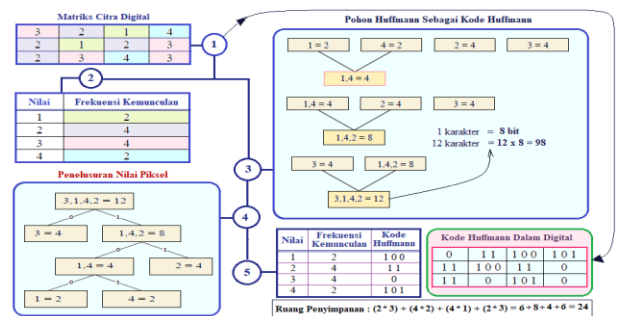 Matriks Citra Digital
3 2 1 4
2 1 2 3
2 3 4 3
1
2
Nilai Frekuensi Kemunculan
1 2
2 4
3 4
4 2
Penelusuran Nilai Piksel
3,1,4,2 = 12
0 1
3 = 4 1,4,2 = 8
0 1
1,4 = 4 2 = 4
0 1
1 = 2 4 = 2
3
4
5
Pohon Huffmann Sebagai Kode Huffmann
1 = 2 4 = 2 2 = 4 3 = 4
1,4 = 4
1,4 = 4 2 = 4 3 = 4
1,4,2 = 8
3 = 4 1,4,2 = 8
3,1,4,2 = 12
1 karakter = 8 bit
12 karakter = 12 x 8 = 98
Nilai Frekuensi Kemunculan Kode Huffmann
1 2 1 0 0
2 4 1 1
3 4 0
4 2 1 0 1
Kode Huffmann Dalam Digital
0 1 1 1 0 0 1 0 1
1 1 1 0 0 1 1 0
1 1 0 1 0 1 0
Ruang Penyimpanan : (2*3) + (4*2) + (4*1) + (2*3) = 6+8+4+6 = 24